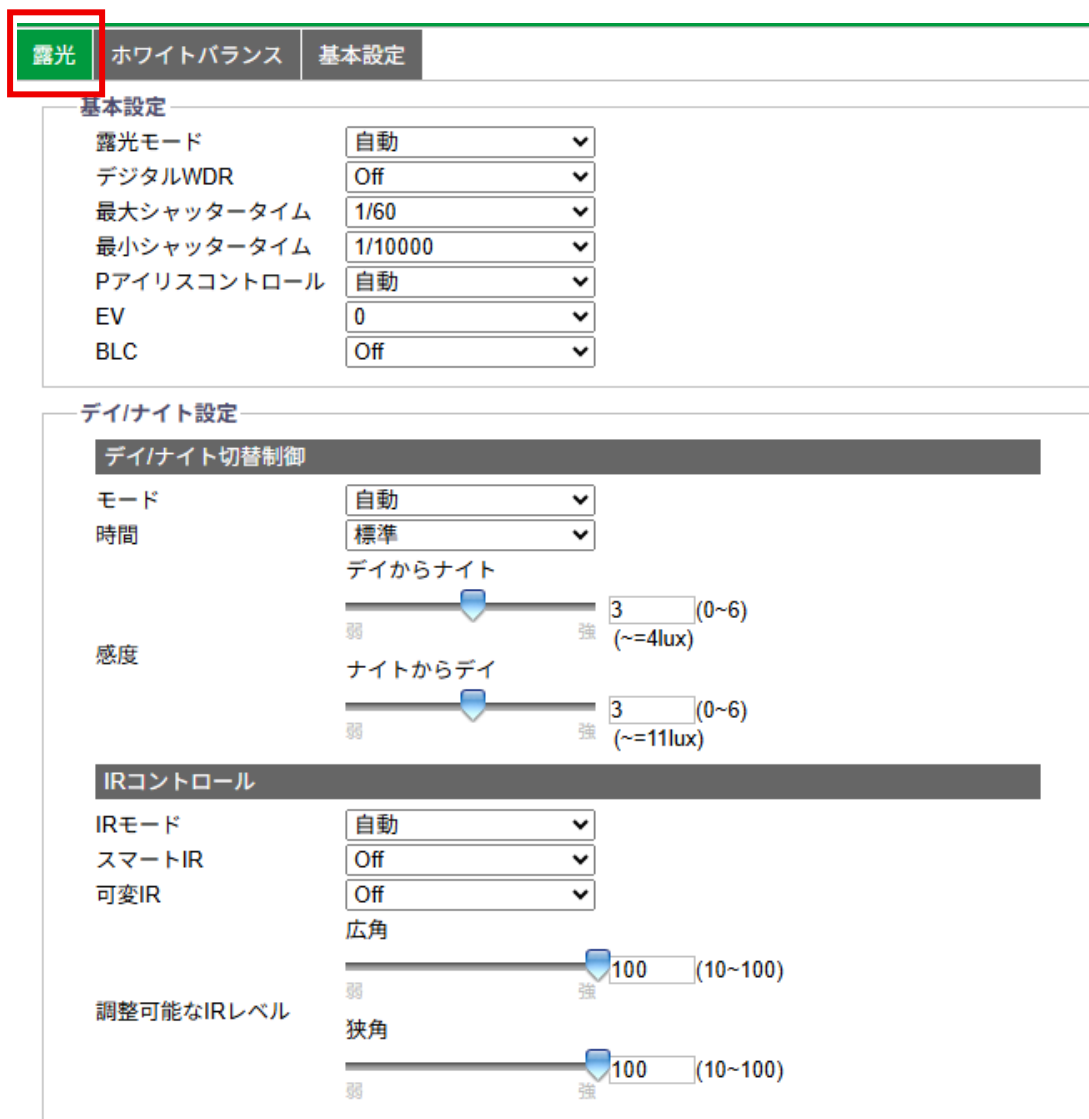 露光 ホワイトバランス 基本設定
基本設定
露光モード 自動
デジタルWDR Off
最大シャッタータイム 1/60
最小シャッタータイム 1/10000
Pアイリスコントロール 自動
EV 0
BLC Off
デイ/ナイト設定
デイ/ナイト切替制御
モード 自動
時間 標準
デイからナイト
3 (0~6)
弱 強 (~=4lux)
感度
ナイトからデイ
3 (0~6)
弱 強 (~=11lux)
IRコントロール
IRモード 自動
スマートIR Off
可変IR Off
広角
100 (10~100)
弱 強
調整可能なIRレベル
狭角
100 (10~100)
弱 強